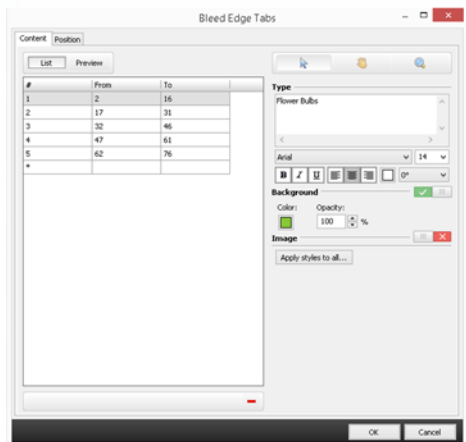 Bleed Edge Tabs
Content Position
List Preview
# From To
1 2 16
2 17 31
3 32 46
4 47 61
5 62 76
*
Type
Flower Bulbs
Arial 14
B I U 0°
Background
Color: Opacity:
100 %
Image
Apply styles to all...
OK Cancel